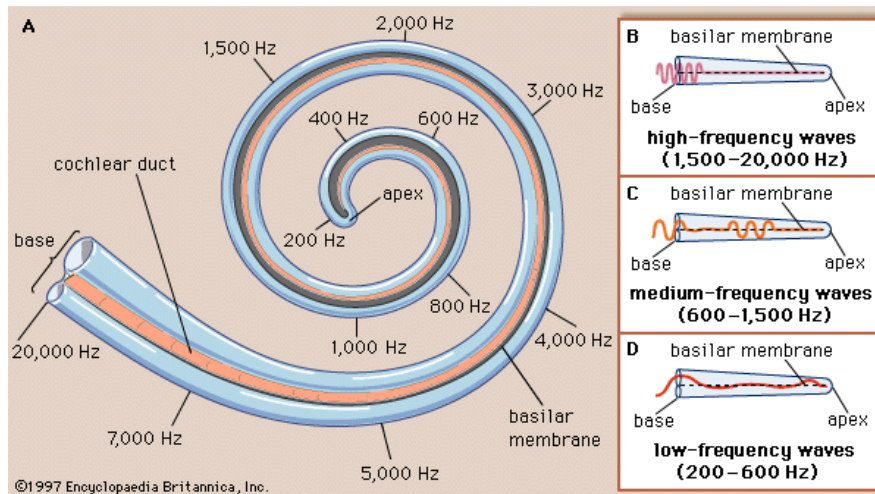 A
2,000 Hz
1,500 Hz
3,000 Hz
400 Hz
600 Hz
cochlear duct
apex
200 Hz
base
800 Hz
1,000 Hz
4,000 Hz
20,000 Hz
basilar
membrane
7,000 Hz
5,000 Hz
©1997 Encyclopaedia Britannica, Inc.
B
basilar membrane
base
apex
high-frequency waves
(1,500–20,000 Hz)
C
basilar membrane
base
apex
medium-frequency waves
(600–1,500 Hz)
D
basilar membrane
base
apex
low-frequency waves
(200–600 Hz)